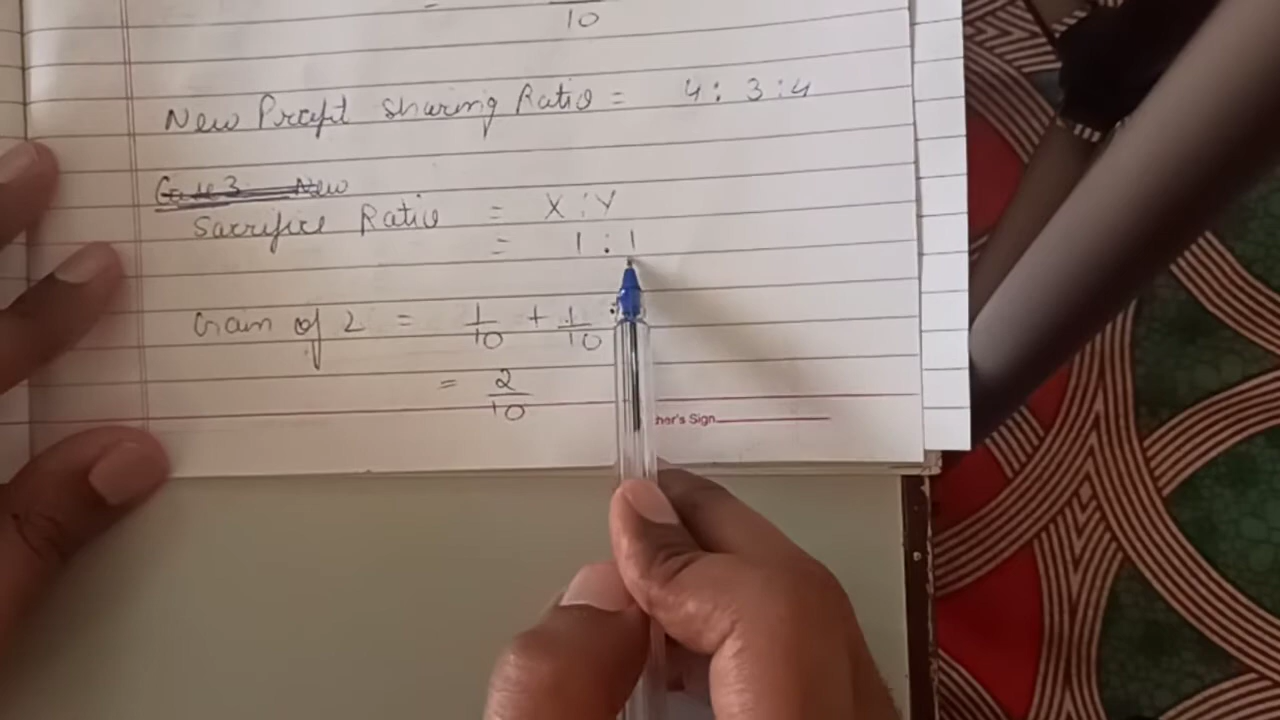 10
New Profit Sharing Ratio = 4 : 3 : 4
Case 3. New
Sacrifice Ratio = X : Y
= 1 : 1
Gain of Z = 1/10 + 1/10
= 2/10
her's Sign